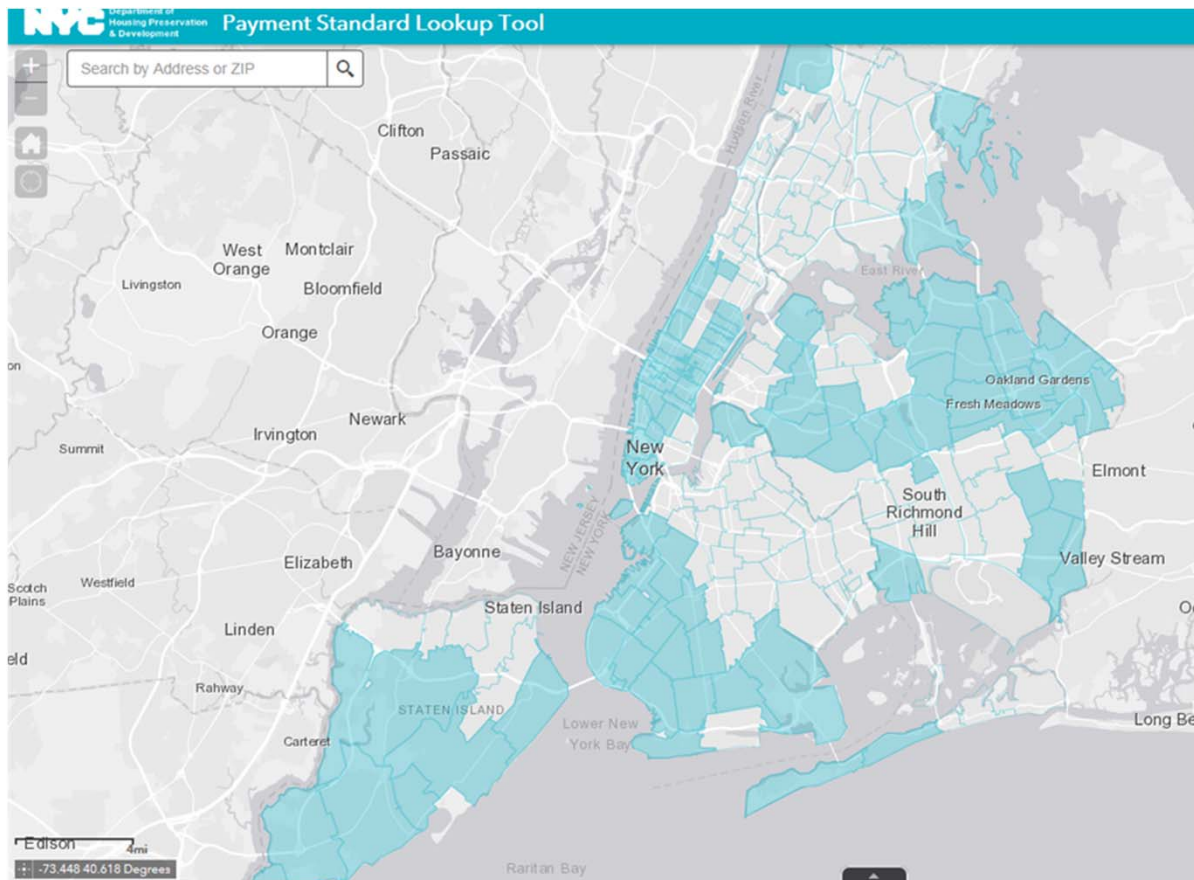 NYC
Department of
Housing Preservation
& Development
Payment Standard Lookup Tool
+
Search by Address or ZIP
−
Clifton
Passaic
Hudson River
West
Orange
Montclair
Livingston
Bloomfield
East River
Orange
Oakland Gardens
Fresh Meadows
Newark
Irvington
Summit
New
York
Elmont
South
Richmond
Hill
NEW JERSEY
NEW YORK
Bayonne
Elizabeth
Valley Stream
Scotch
Plains
Westfield
Staten Island
Linden
Rahway
STATEN ISLAND
Lower New
York Bay
Long Be
Carteret
Edison
4mi
-73.448 40.618 Degrees
Raritan Bay